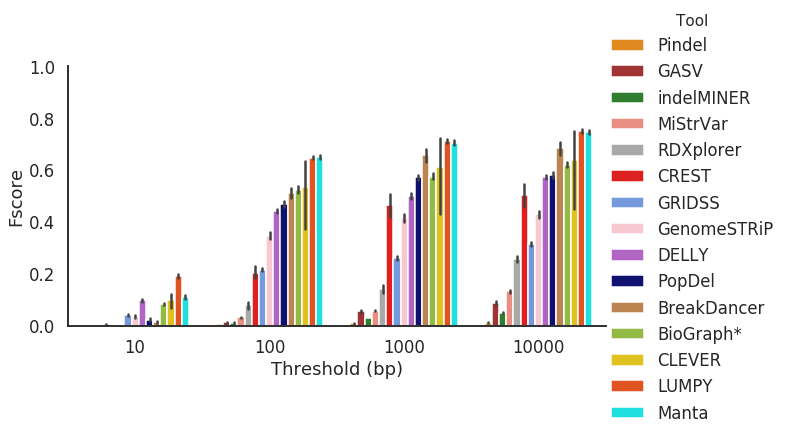 Tool
Pindel
GASV
indelMINER
MiStrVar
RDXplorer
CREST
GRIDSS
GenomeSTRiP
DELLY
PopDel
BreakDancer
BioGraph*
CLEVER
LUMPY
Manta
Fscore
1.0
0.8
0.6
0.4
0.2
0.0
10 100 1000 10000
Threshold (bp)